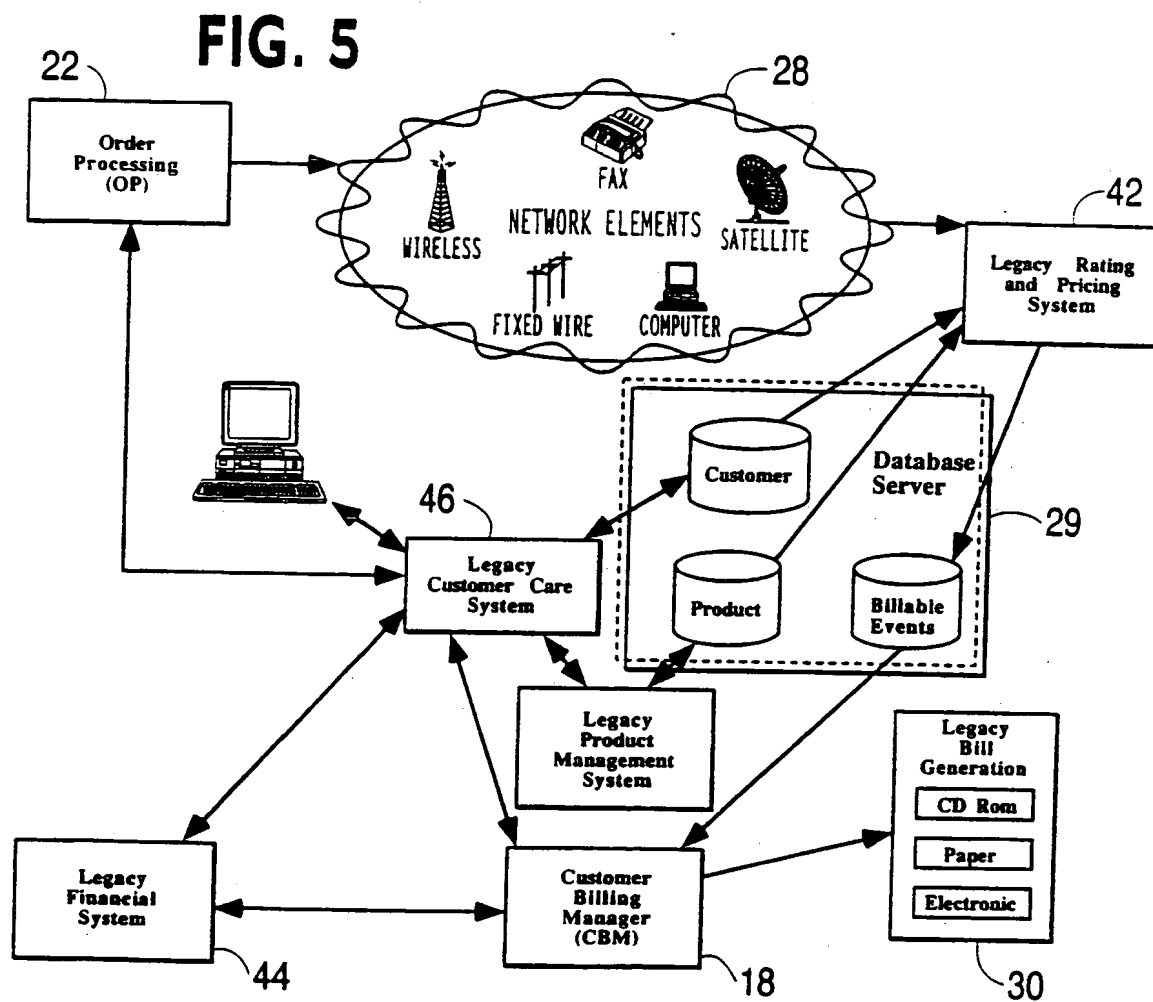 FIG. 5
22
28
Order
Processing
(OP)
FAX
WIRELESS
NETWORK ELEMENTS
SATELLITE
FIXED WIRE
COMPUTER
42
Legacy Rating
and Pricing
System
Customer
Database
Server
29
46
Legacy
Customer Care
System
Product
Billable
Events
Legacy
Product
Management
System
Legacy
Bill
Generation
CD Rom
Paper
Electronic
30
Legacy
Financial
System
44
Customer
Billing
Manager
(CBM)
18